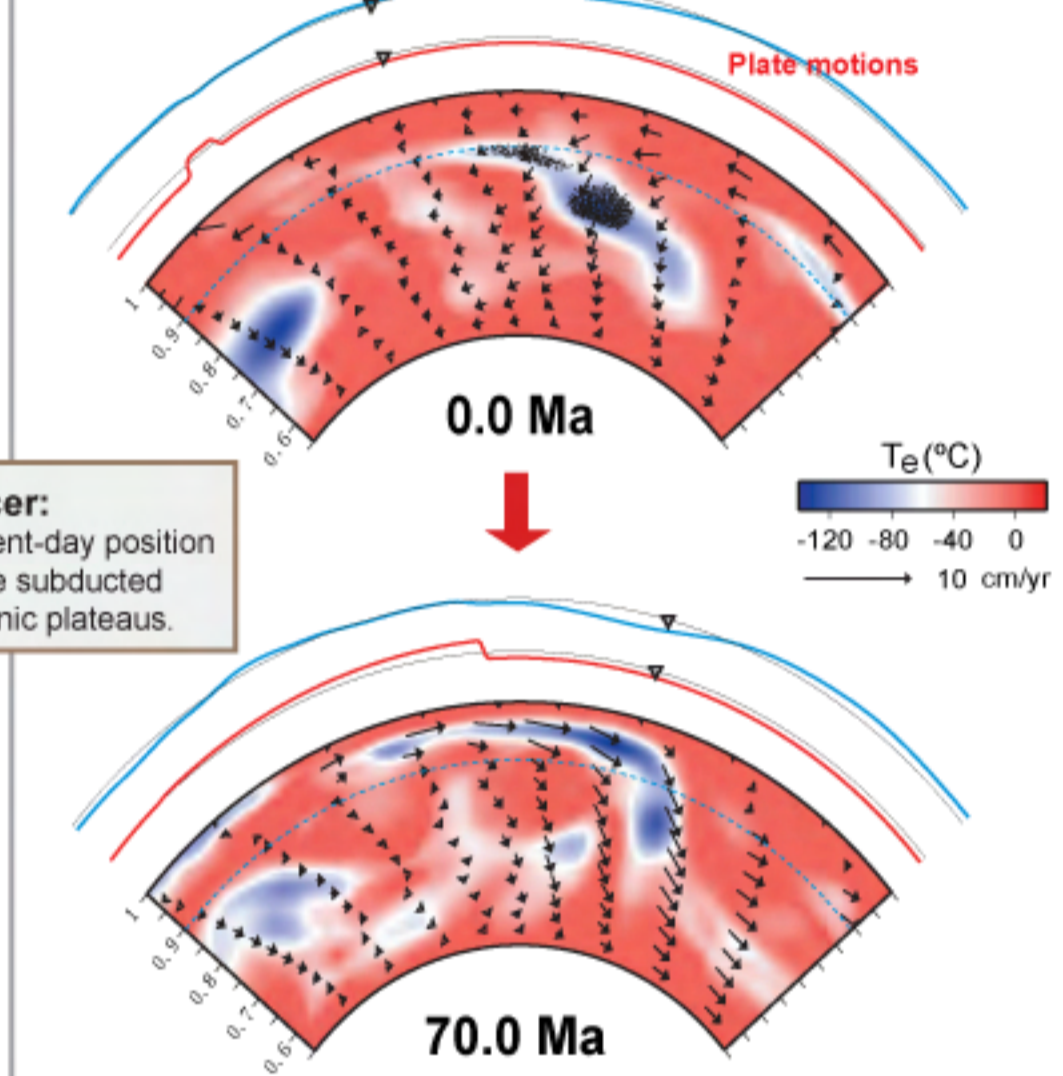 Plate motions
1
0.9
0.8
0.7
0.6
0.0 Ma
Te(ºC)
-120 -80 -40 0
10 cm/yr
cer:
ent-day position
e subducted
nic plateaus.
1
0.9
0.8
0.7
0.6
70.0 Ma